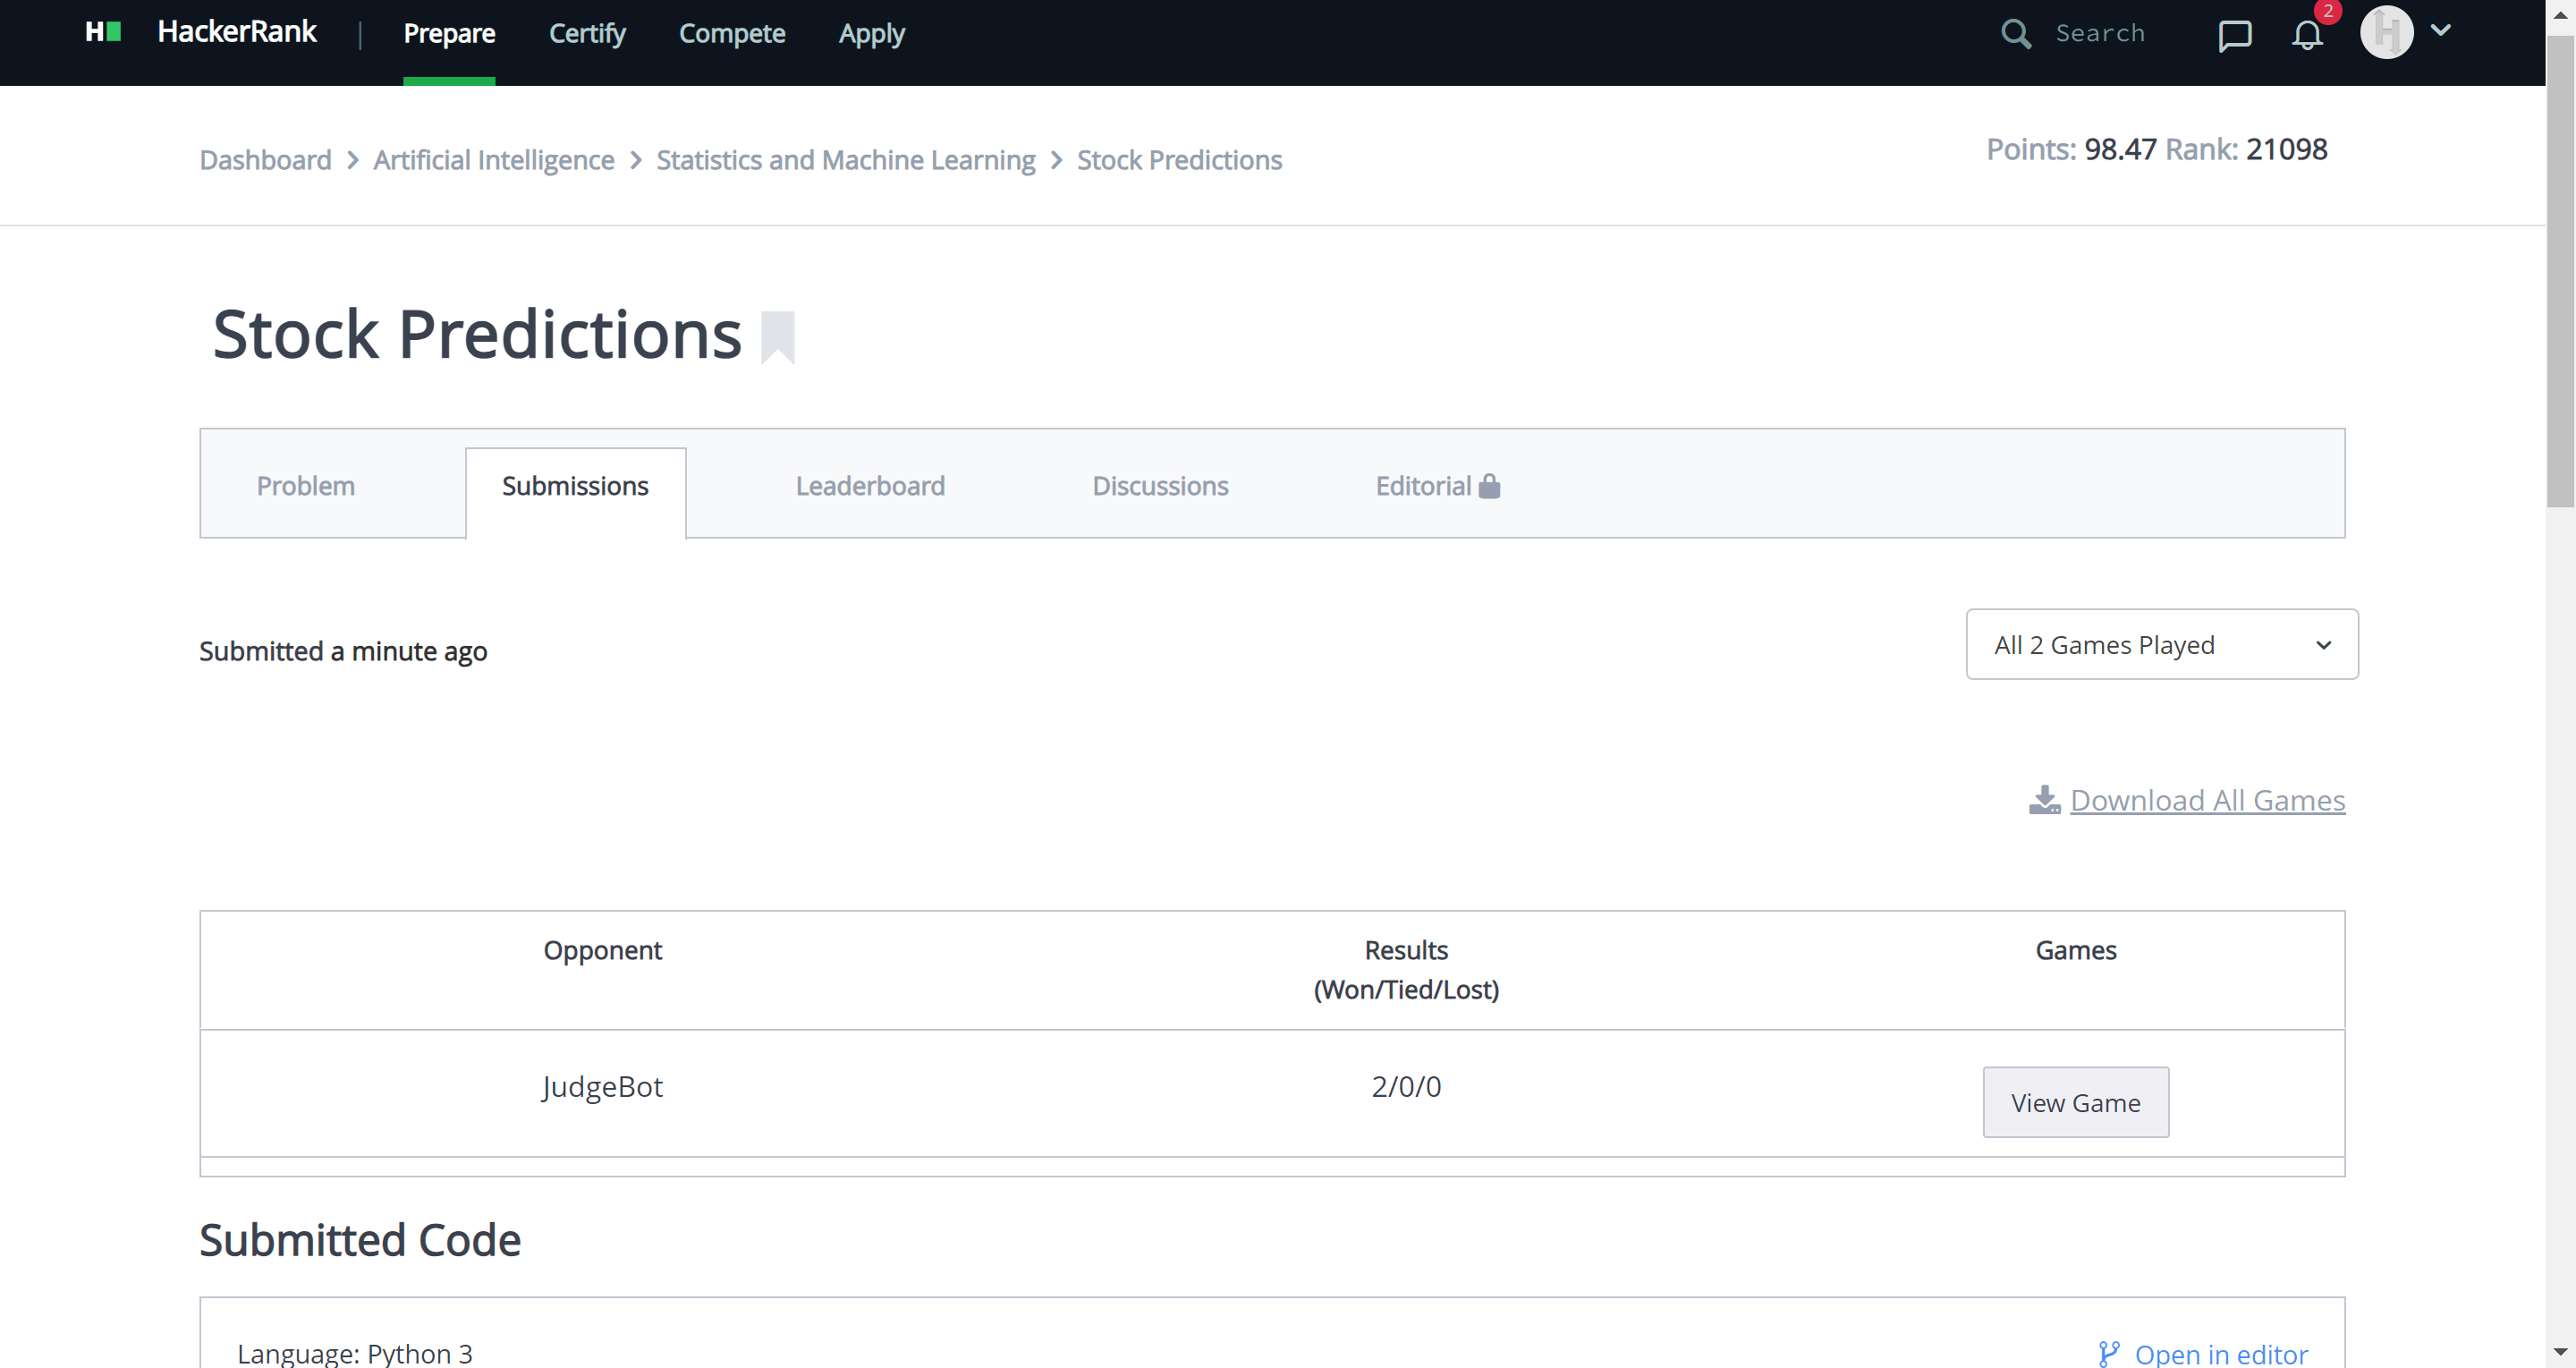 H HackerRank | Prepare Certify Compete Apply Search 2
Dashboard > Artificial Intelligence > Statistics and Machine Learning > Stock Predictions Points: 98.47 Rank: 21098
Stock Predictions
Problem Submissions Leaderboard Discussions Editorial
Submitted a minute ago All 2 Games Played
Download All Games
Opponent Results Games
(Won/Tied/Lost)
JudgeBot 2/0/0 View Game
Submitted Code
Language: Python 3 Open in editor